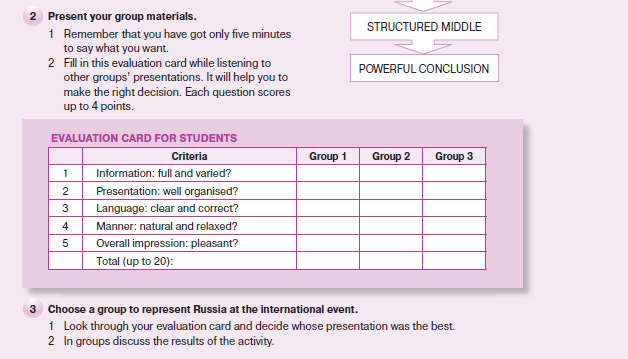 2 Present your group materials.
1 Remember that you have got only five minutes
to say what you want.
2 Fill in this evaluation card while listening to
other groups' presentations. It will help you to
make the right decision. Each question scores
up to 4 points.
STRUCTURED MIDDLE
POWERFUL CONCLUSION
EVALUATION CARD FOR STUDENTS
Criteria Group 1 Group 2 Group 3
1 Information: full and varied?
2 Presentation: well organised?
3 Language: clear and correct?
4 Manner: natural and relaxed?
5 Overall impression: pleasant?
Total (up to 20):
3 Choose a group to represent Russia at the international event.
1 Look through your evaluation card and decide whose presentation was the best.
2 In groups discuss the results of the activity.